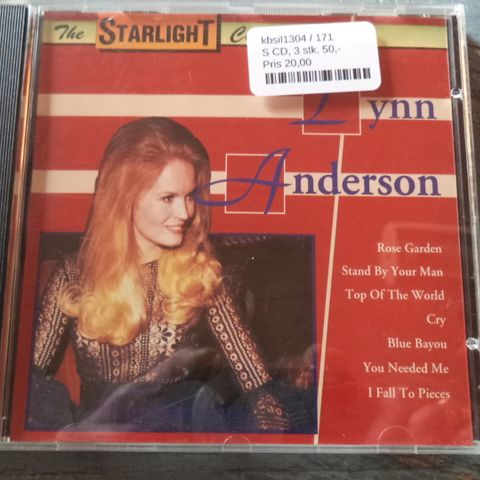 The STARLIGHT C
kbsil1304 / 171
S CD, 3 stk. 50,-
Pris 20,00
Lynn
Anderson
Rose Garden
Stand By Your Man
Top Of The World
Cry
Blue Bayou
You Needed Me
I Fall To Pieces